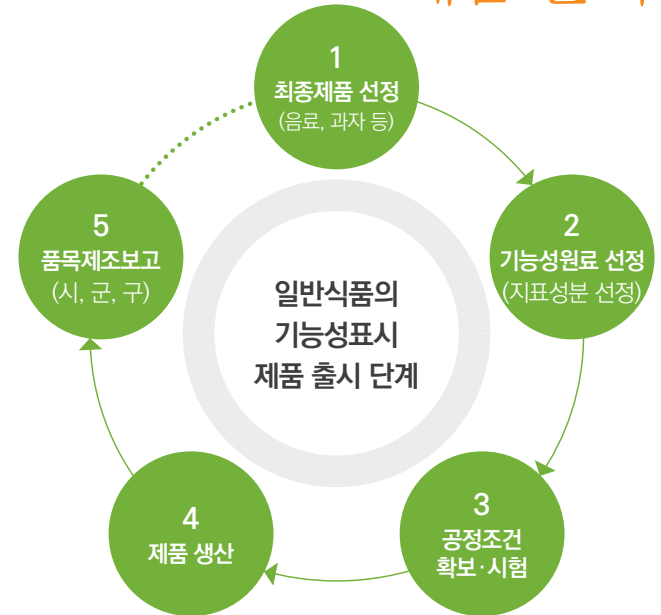 1
최종제품 선정
(음료, 과자 등)
2
기능성원료 선정
(지표성분 선정)
3
공정조건
확보·시험
4
제품 생산
5
품목제조보고
(시, 군, 구)
일반식품의
기능성표시
제품 출시 단계